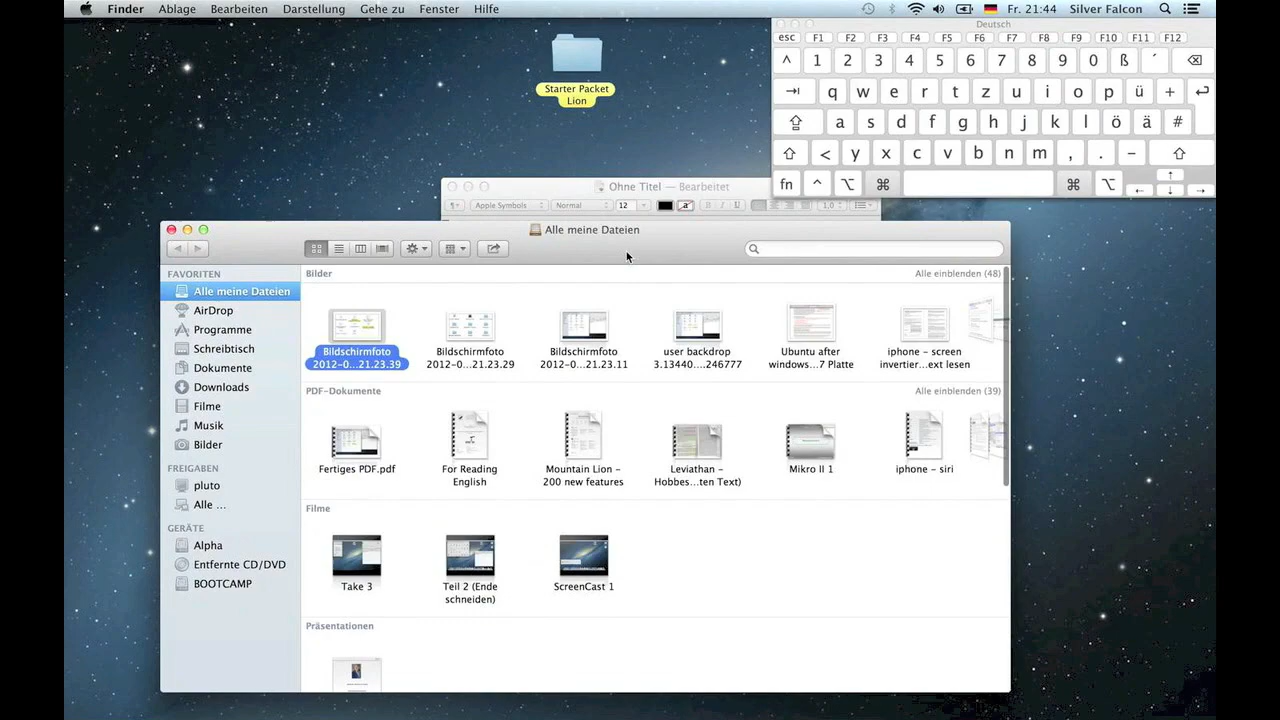 Finder Ablage Bearbeiten Darstellung Gehe zu Fenster Hilfe Fr. 21:44 Silver Falcon
Starter Packet
Lion
Deutsch
esc F1 F2 F3 F4 F5 F6 F7 F8 F9 F10 F11 F12
^ 1 2 3 4 5 6 7 8 9 0 ß ´
q w e r t z u i o p ü +
a s d f g h j k l ö ä #
< y x c v b n m , . -
fn ^ ⌥ ⌘ ⌘ ⌥
Ohne Titel — Bearbeitet
Apple Symbols Normal 12 a B I U 1,0
Alle meine Dateien
FAVORITEN
Alle meine Dateien
AirDrop
Programme
Schreibtisch
Dokumente
Downloads
Filme
Musik
Bilder
FREIGABEN
pluto
Alle ...
GERÄTE
Alpha
Entfernte CD/DVD
BOOTCAMP
Bilder Alle einblenden (48)
Bildschirmfoto
2012-0...21.23.39
Bildschirmfoto
2012-0...21.23.29
Bildschirmfoto
2012-0...21.23.11
user backdrop
3.13440....246777
Ubuntu after
windows...7 Platte
iphone - screen
invertier...ext lesen
PDF-Dokumente Alle einblenden (39)
Fertiges PDF.pdf
For Reading
English
Mountain Lion -
200 new features
Leviathan -
Hobbes...ten Text)
Mikro II 1
iphone - siri
Filme
Take 3
Teil 2 (Ende
schneiden)
ScreenCast 1
Präsentationen